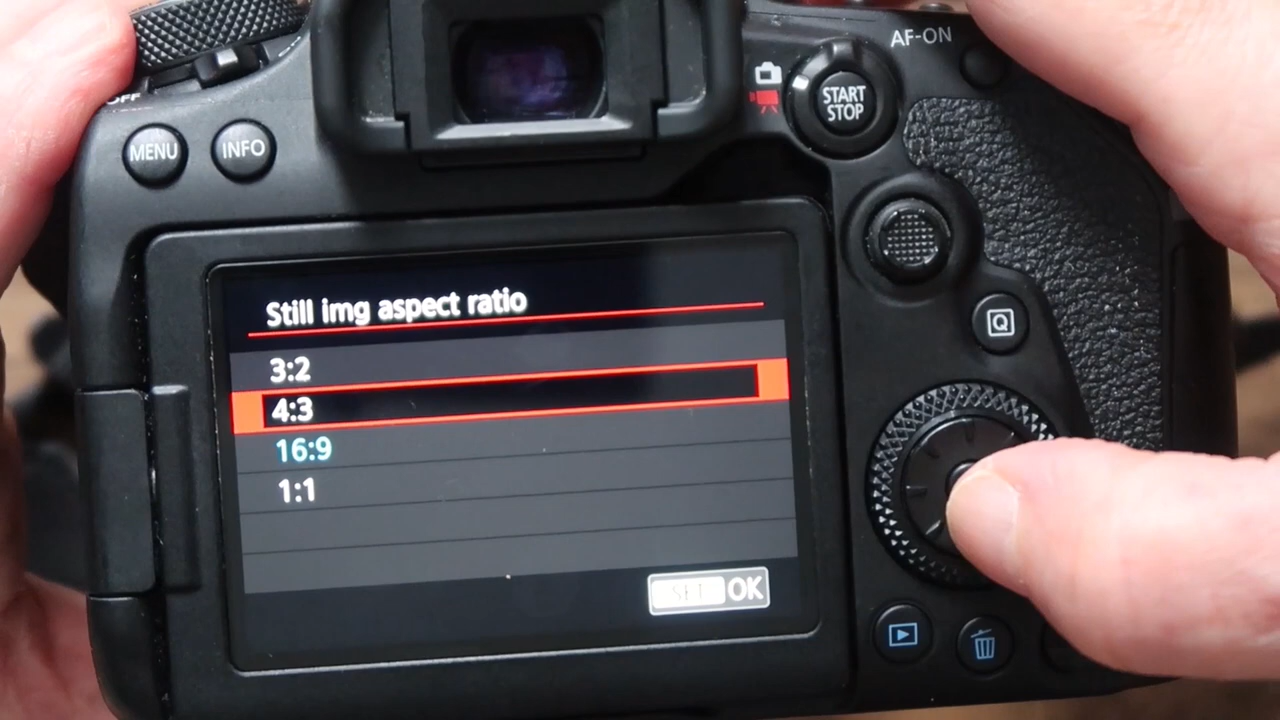 AF-ON
OFF
MENU
INFO
START
STOP
Still img aspect ratio
3:2
4:3
16:9
1:1
SET OK
Q